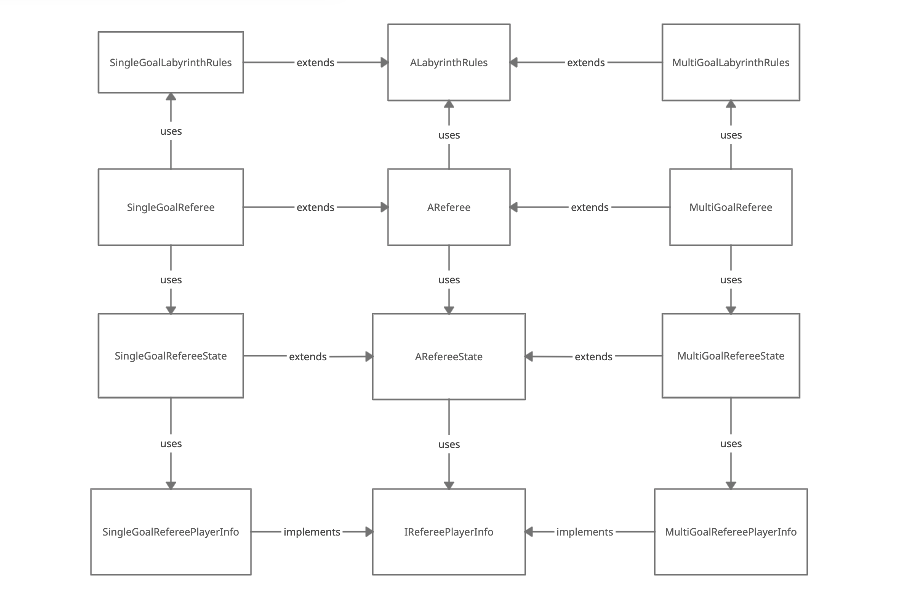 SingleGoalLabyrinthRules
extends
ALabyrinthRules
extends
MultiGoalLabyrinthRules
uses
uses
uses
SingleGoalReferee
extends
AReferee
extends
MultiGoalReferee
uses
uses
uses
SingleGoalRefereeState
extends
ARefereeState
extends
MultiGoalRefereeState
uses
uses
uses
SingleGoalRefereePlayerInfo
implements
IRefereePlayerInfo
implements
MultiGoalRefereePlayerInfo